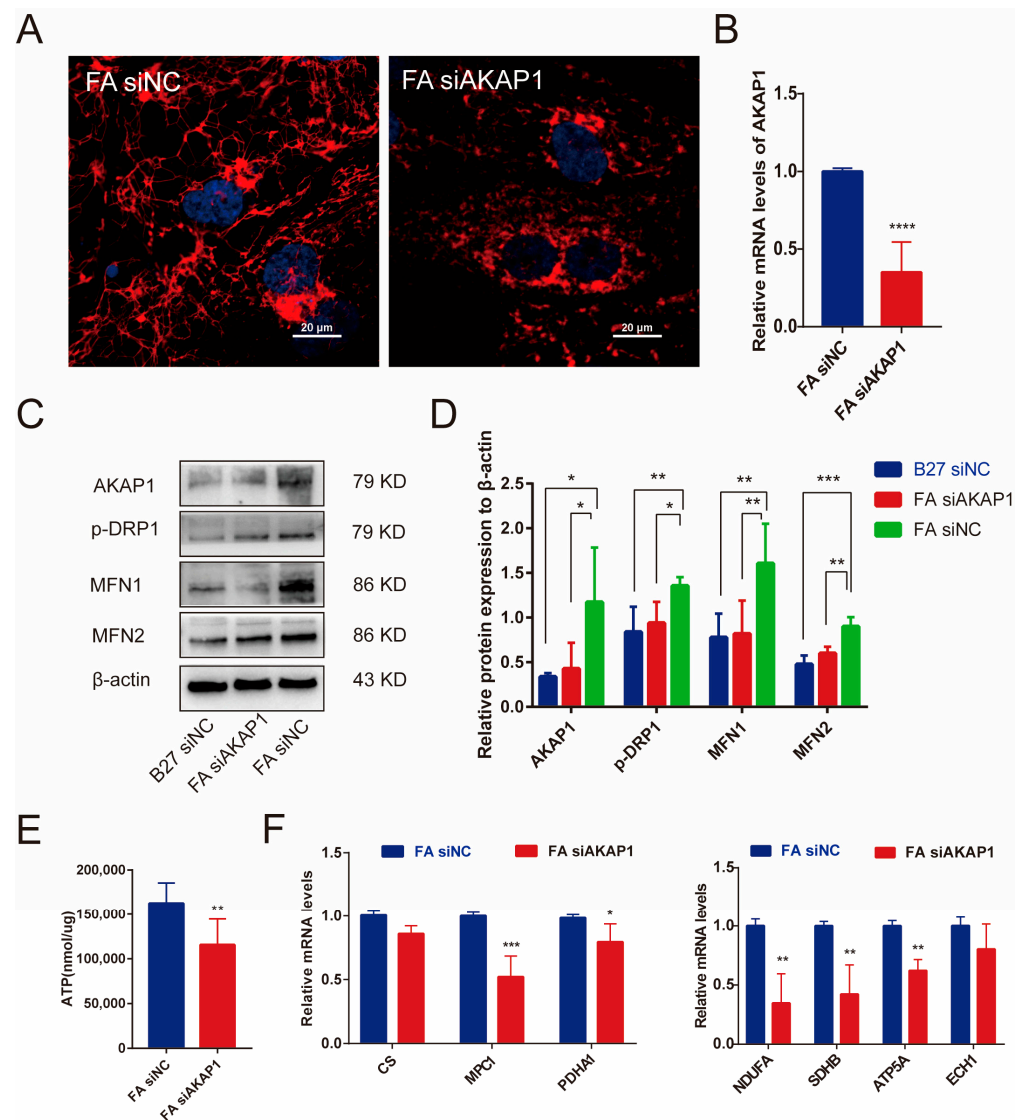 A
FA siNC
20 μm
FA siAKAP1
20 μm
B
Relative mRNA levels of AKAP1
1.5
1.0
0.5
0.0
****
FA siNC
FA siAKAP1
C
AKAP1
79 KD
p-DRP1
79 KD
MFN1
86 KD
MFN2
86 KD
β-actin
43 KD
B27 siNC
FA siAKAP1
FA siNC
D
Relative protein expression to β-actin
2.5
2.0
1.5
1.0
0.5
0.0
*
*
**
*
**
**
***
**
B27 siNC
FA siAKAP1
FA siNC
AKAP1
p-DRP1
MFN1
MFN2
E
ATP(nmol/ug)
200,000
150,000
100,000
50,000
0
**
FA siNC
FA siAKAP1
F
FA siNC
FA siAKAP1
Relative mRNA levels
1.5
1.0
0.5
0.0
***
*
CS
MPC1
PDHA1
FA siNC
FA siAKAP1
Relative mRNA levels
1.5
1.0
0.5
0.0
**
**
**
NDUFA
SDHB
ATP5A
ECH1